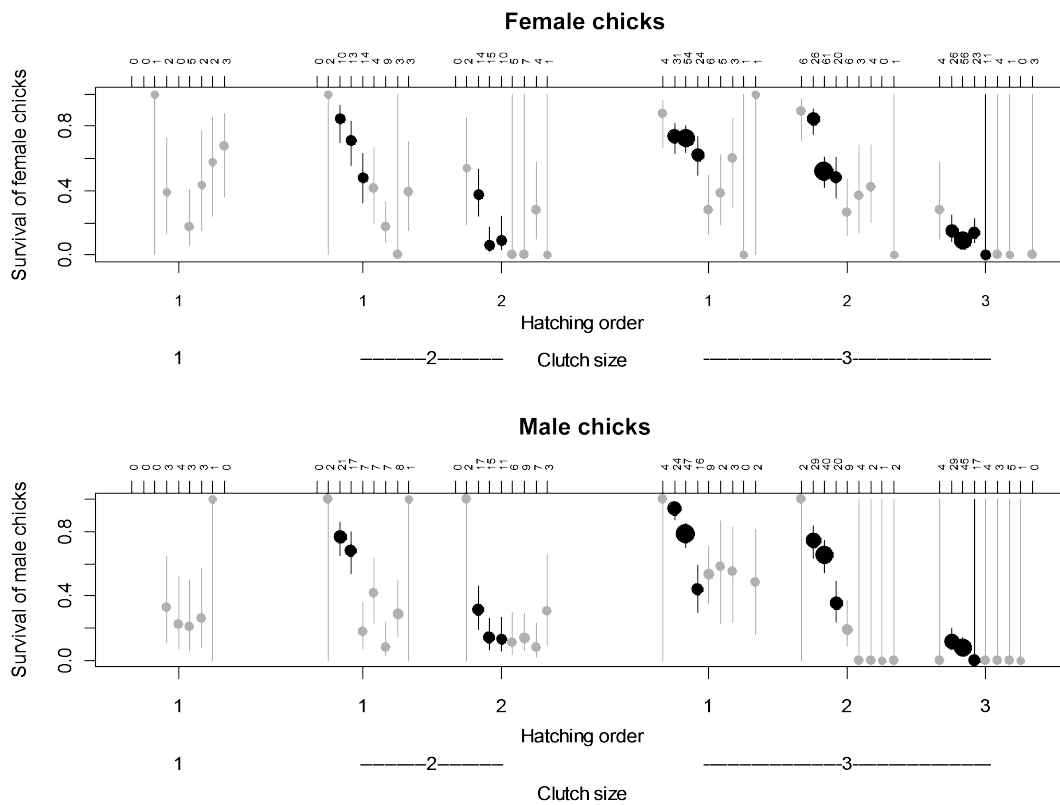 Female chicks
0 0 1 2 0 5 2 2 3 0 2 10 13 14 4 9 3 3 0 2 14 15 10 5 7 4 1 4 31 54 24 6 5 3 1 1 6 26 61 20 6 3 4 0 1 4 26 56 23 11 4 1 0 3
Survival of female chicks
0.8
0.4
0.0
1 1 2 1 2 3
Hatching order
1 2 Clutch size 3
Male chicks
0 0 0 3 4 3 3 1 0 0 2 21 17 7 7 7 8 1 0 2 17 15 11 6 9 7 3 4 24 47 16 9 2 3 0 2 2 29 40 20 9 4 2 1 2 4 29 45 17 4 3 5 1 0
Survival of male chicks
0.8
0.4
0.0
1 1 2 1 2 3
Hatching order
1 2 3
Clutch size